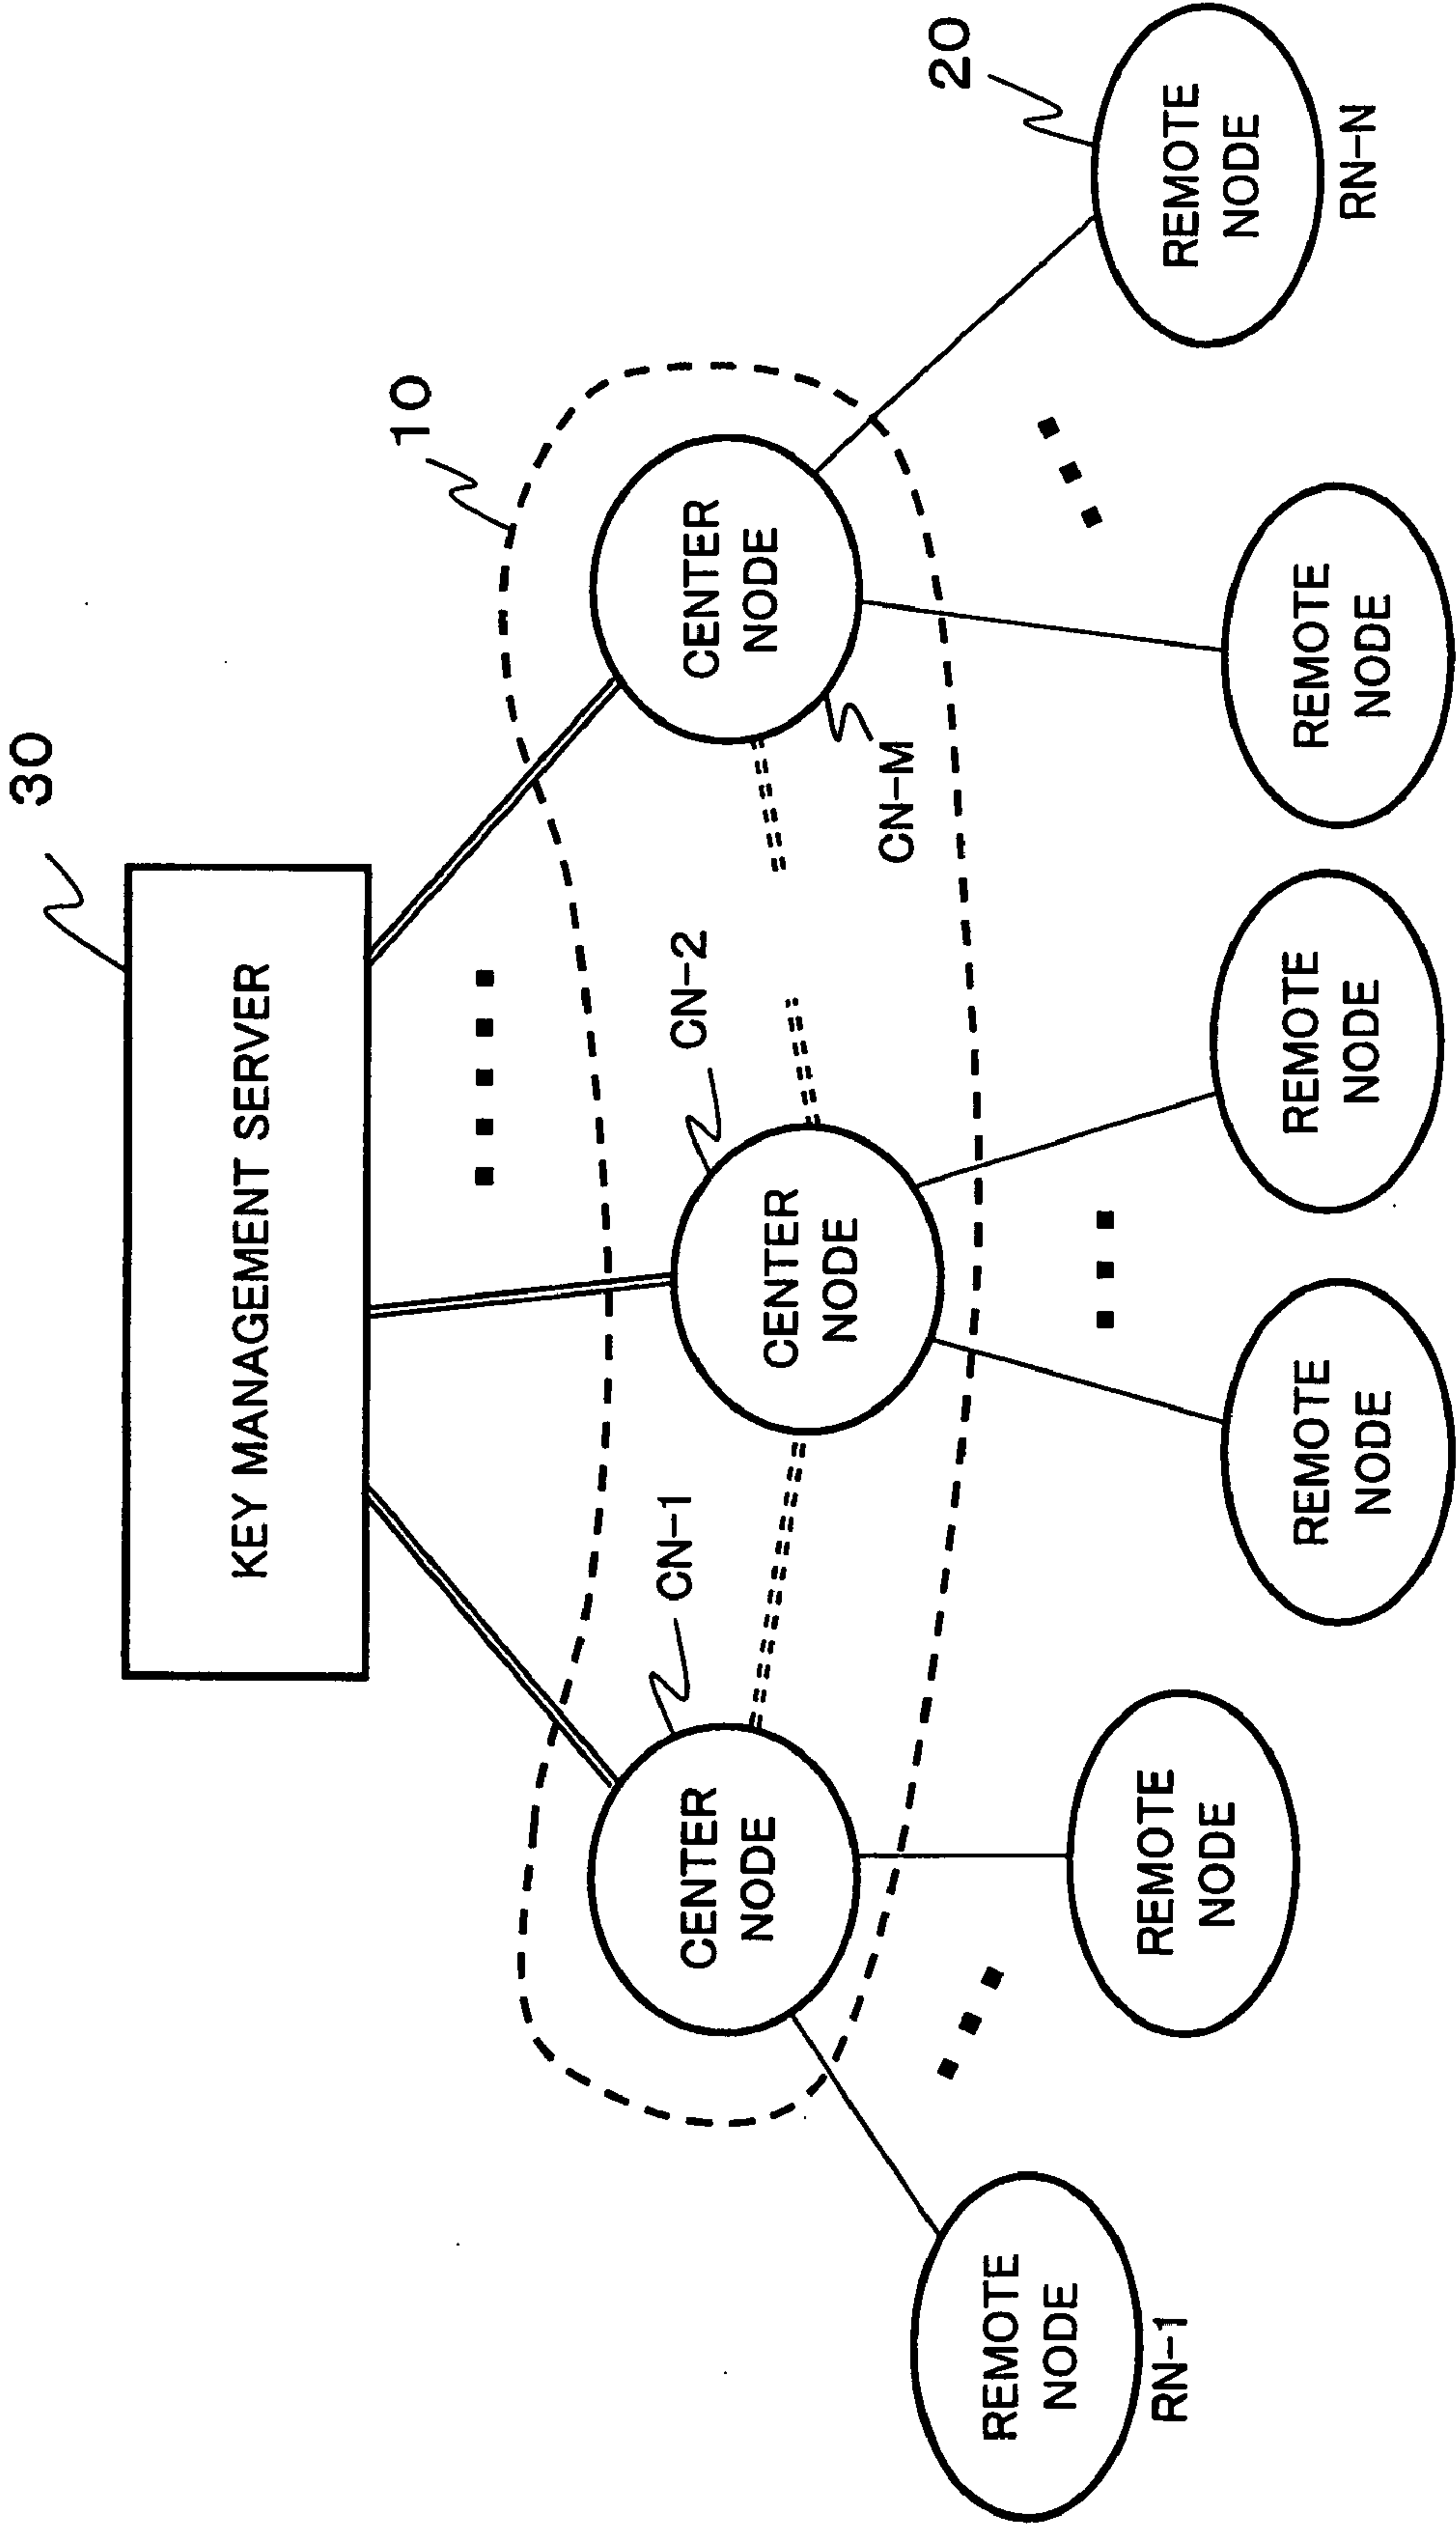 30
KEY MANAGEMENT SERVER
10
CN-1
CN-2
CENTER
NODE
CENTER
NODE
CENTER
NODE
CN-M
20
REMOTE
NODE
RN-1
REMOTE
NODE
REMOTE
NODE
REMOTE
NODE
REMOTE
NODE
REMOTE
NODE
RN-N